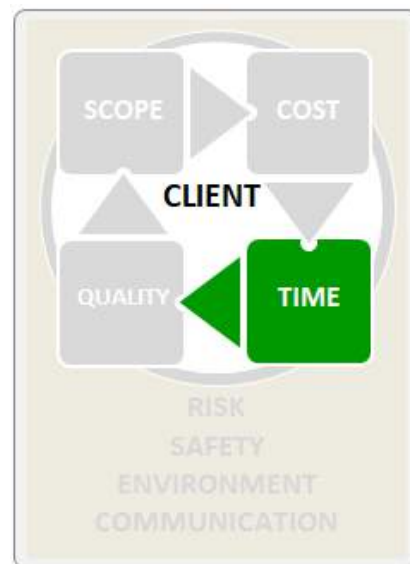 SCOPE
COST
CLIENT
QUALITY
TIME
RISK
SAFETY
ENVIRONMENT
COMMUNICATION